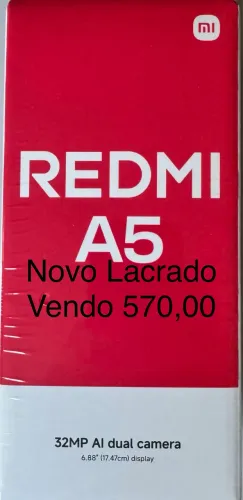 mi
REDMI
A5
Novo Lacrado
Vendo 570,00
32MP AI dual camera
6.88" (17.47cm) display